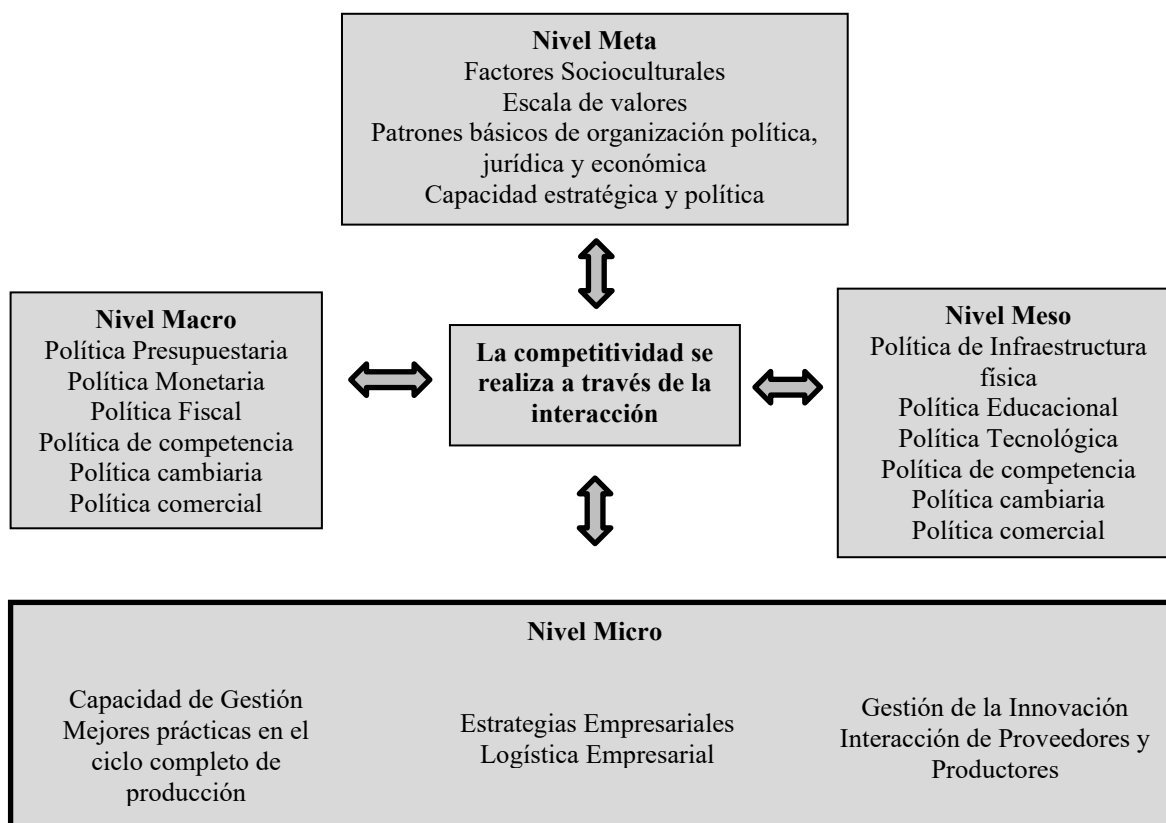 Nivel Meta
Factores Socioculturales
Escala de valores
Patrones básicos de organización política,
jurídica y económica
Capacidad estratégica y política
Nivel Macro
Política Presupuestaria
Política Monetaria
Política Fiscal
Política de competencia
Política cambiaria
Política comercial
La competitividad se
realiza a través de la
interacción
Nivel Meso
Política de Infraestructura
física
Política Educacional
Política Tecnológica
Política de competencia
Política cambiaria
Política comercial
Nivel Micro
Capacidad de Gestión
Mejores prácticas en el
ciclo completo de
producción
Estrategias Empresariales
Logística Empresarial
Gestión de la Innovación
Interacción de Proveedores y
Productores